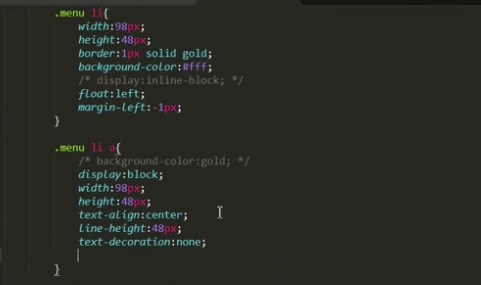 .menu li{
width:98px;
height:48px;
border:1px solid gold;
background-color:#fff;
/* display:inline-block; */
float:left;
margin-left:-1px;
}
.menu li a{
/* background-color:gold; */
display:block;
width:98px;
height:48px;
text-align:center;
line-height:48px;
text-decoration:none;
}